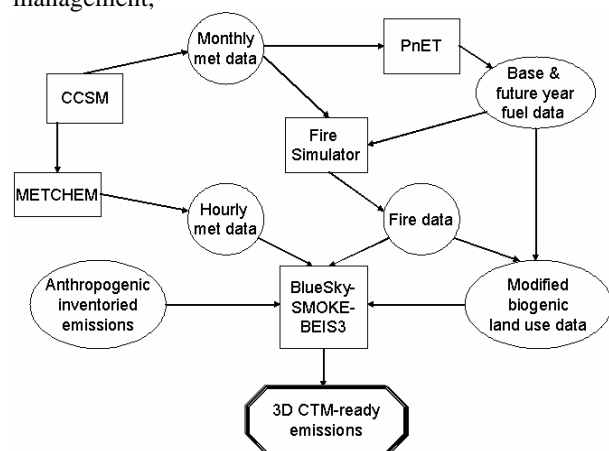 management;
Monthly
met data
PnET
Base &
future year
fuel data
CCSM
Fire
Simulator
METCHEM
Hourly
met data
Fire data
Anthropogenic
inventoried
emissions
BlueSky-
SMOKE-
BEIS3
Modified
biogenic
land use data
3D CTM-ready
emissions